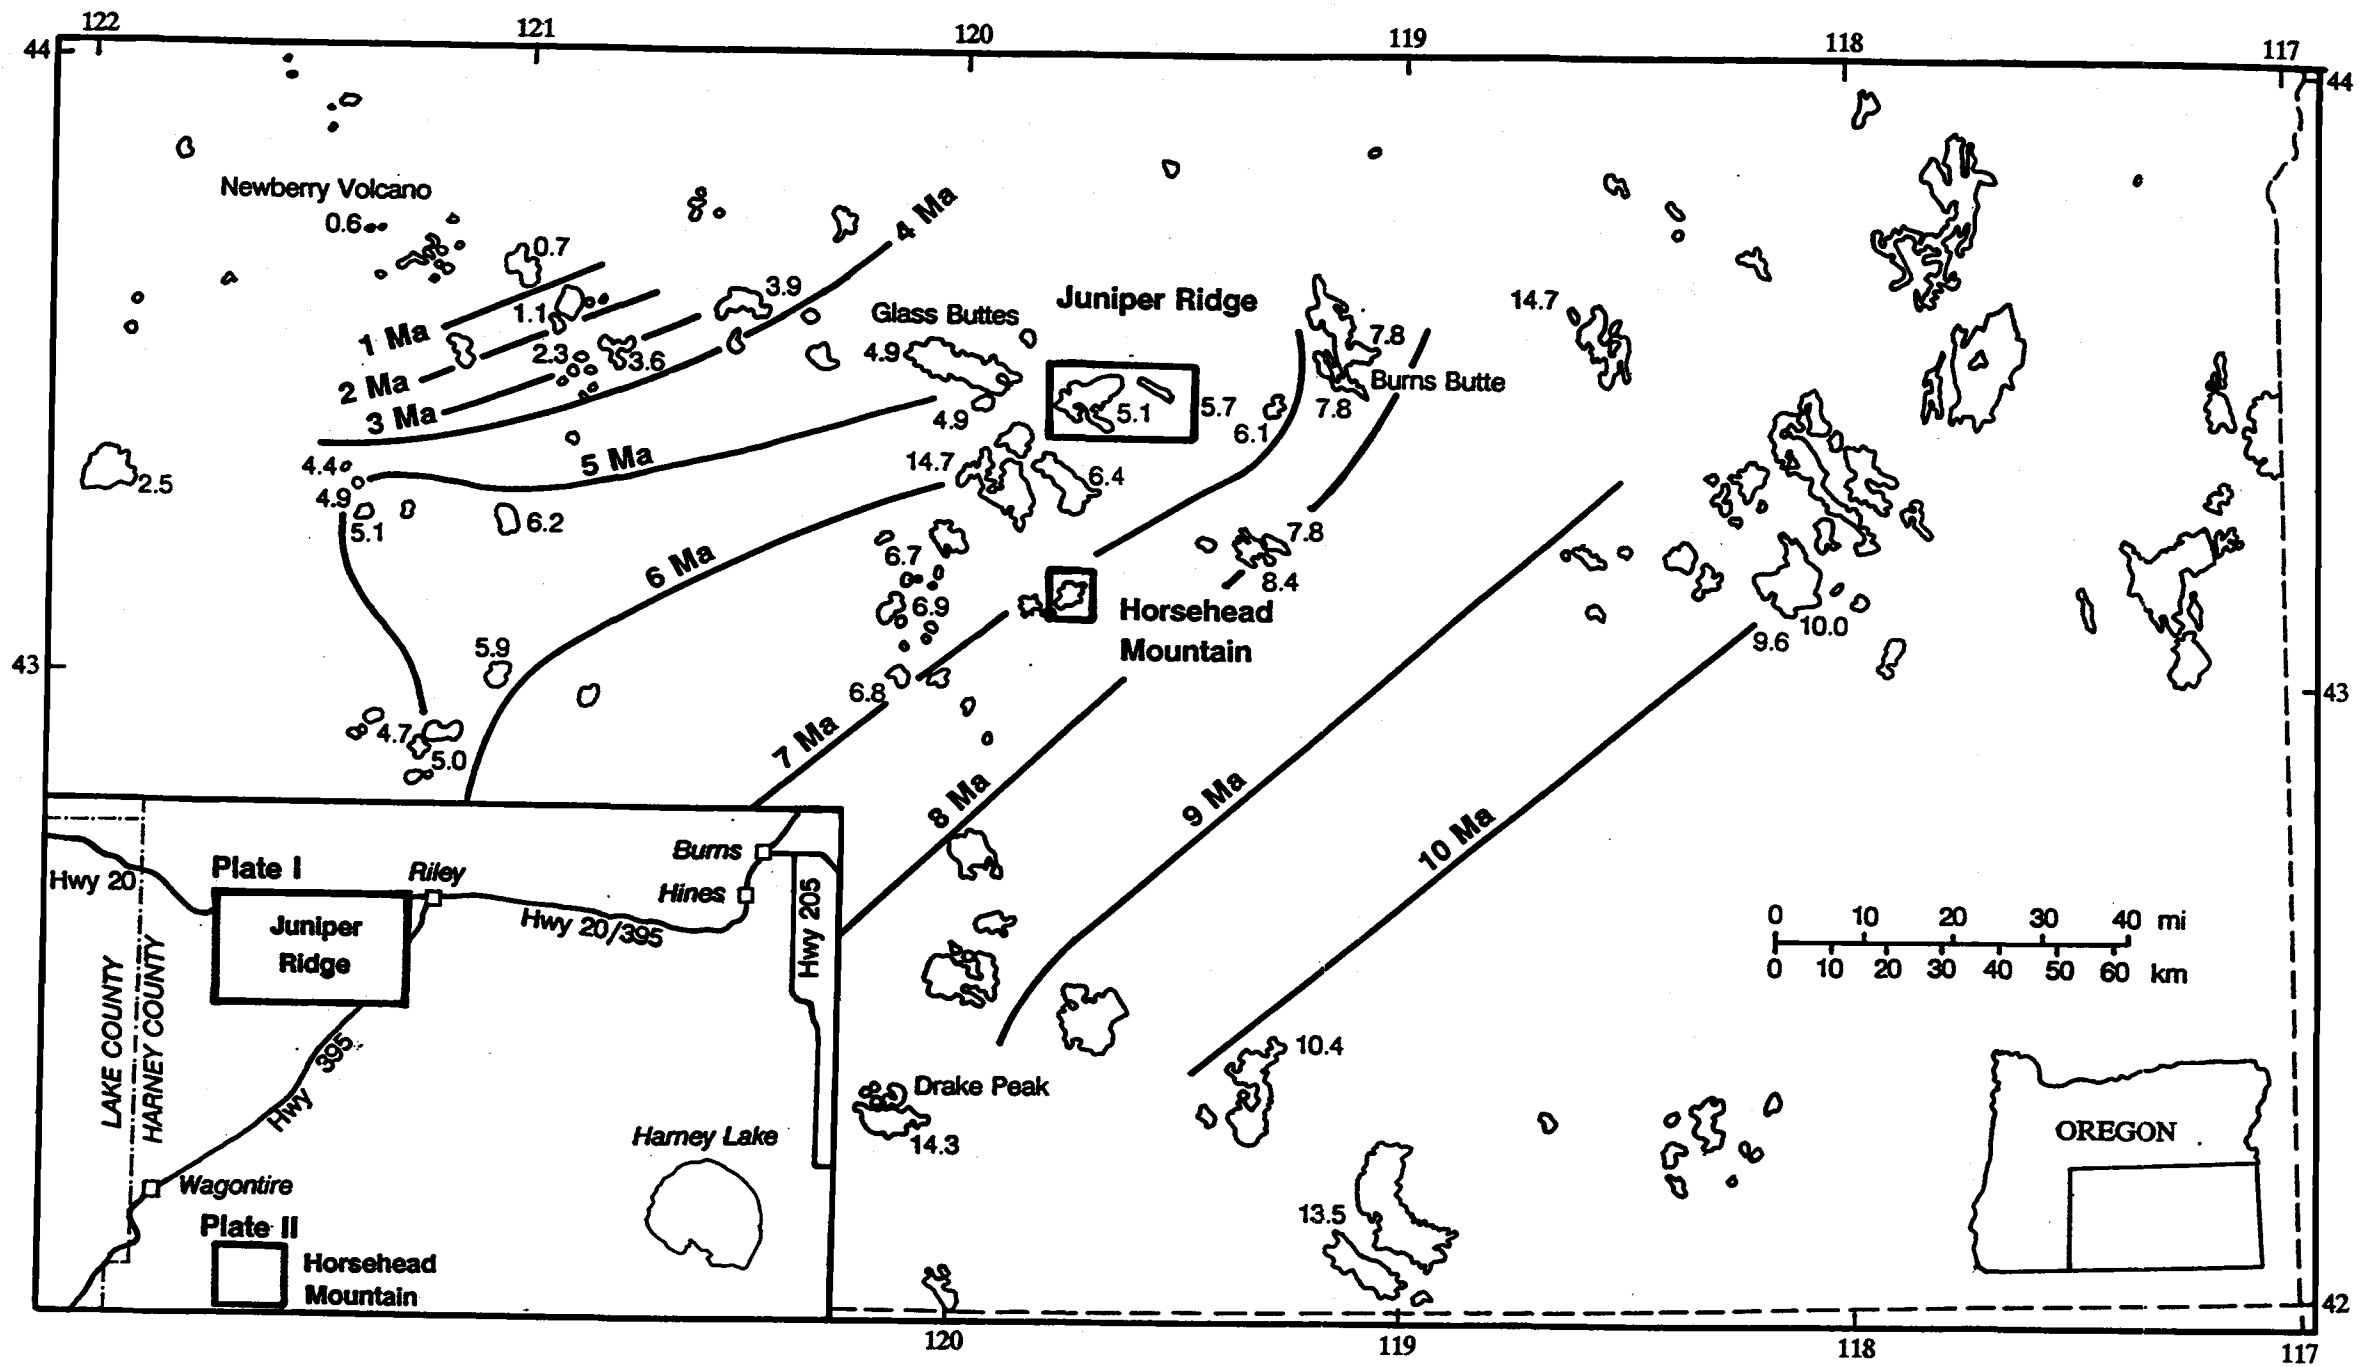 122
121
120
119
118
117
44
44
Newberry Volcano
0.6
0.7
4 Ma
3.9
1.1
1 Ma
2.3
3.6
2 Ma
3 Ma
Glass Buttes
4.9
4.9
Juniper Ridge
5.1
5.7
6.1
7.8
Burns Butte
7.8
14.7
2.5
4.4
4.9
5.1
5 Ma
6.2
14.7
6.4
6 Ma
6.7
6.9
7.8
8.4
Horsehead
Mountain
10.0
9.6
43
43
5.9
6.8
4.7
5.0
7 Ma
8 Ma
9 Ma
10 Ma
0 10 20 30 40 mi
0 10 20 30 40 50 60 km
Hwy 20
Plate I
Juniper
Ridge
Riley
Burns
Hines
Hwy 20/395
Hwy 205
LAKE COUNTY
HARNEY COUNTY
Hwy 395
Wagontire
Plate II
Horsehead
Mountain
Harney Lake
Drake Peak
14.3
10.4
13.5
OREGON
42
120
119
118
117